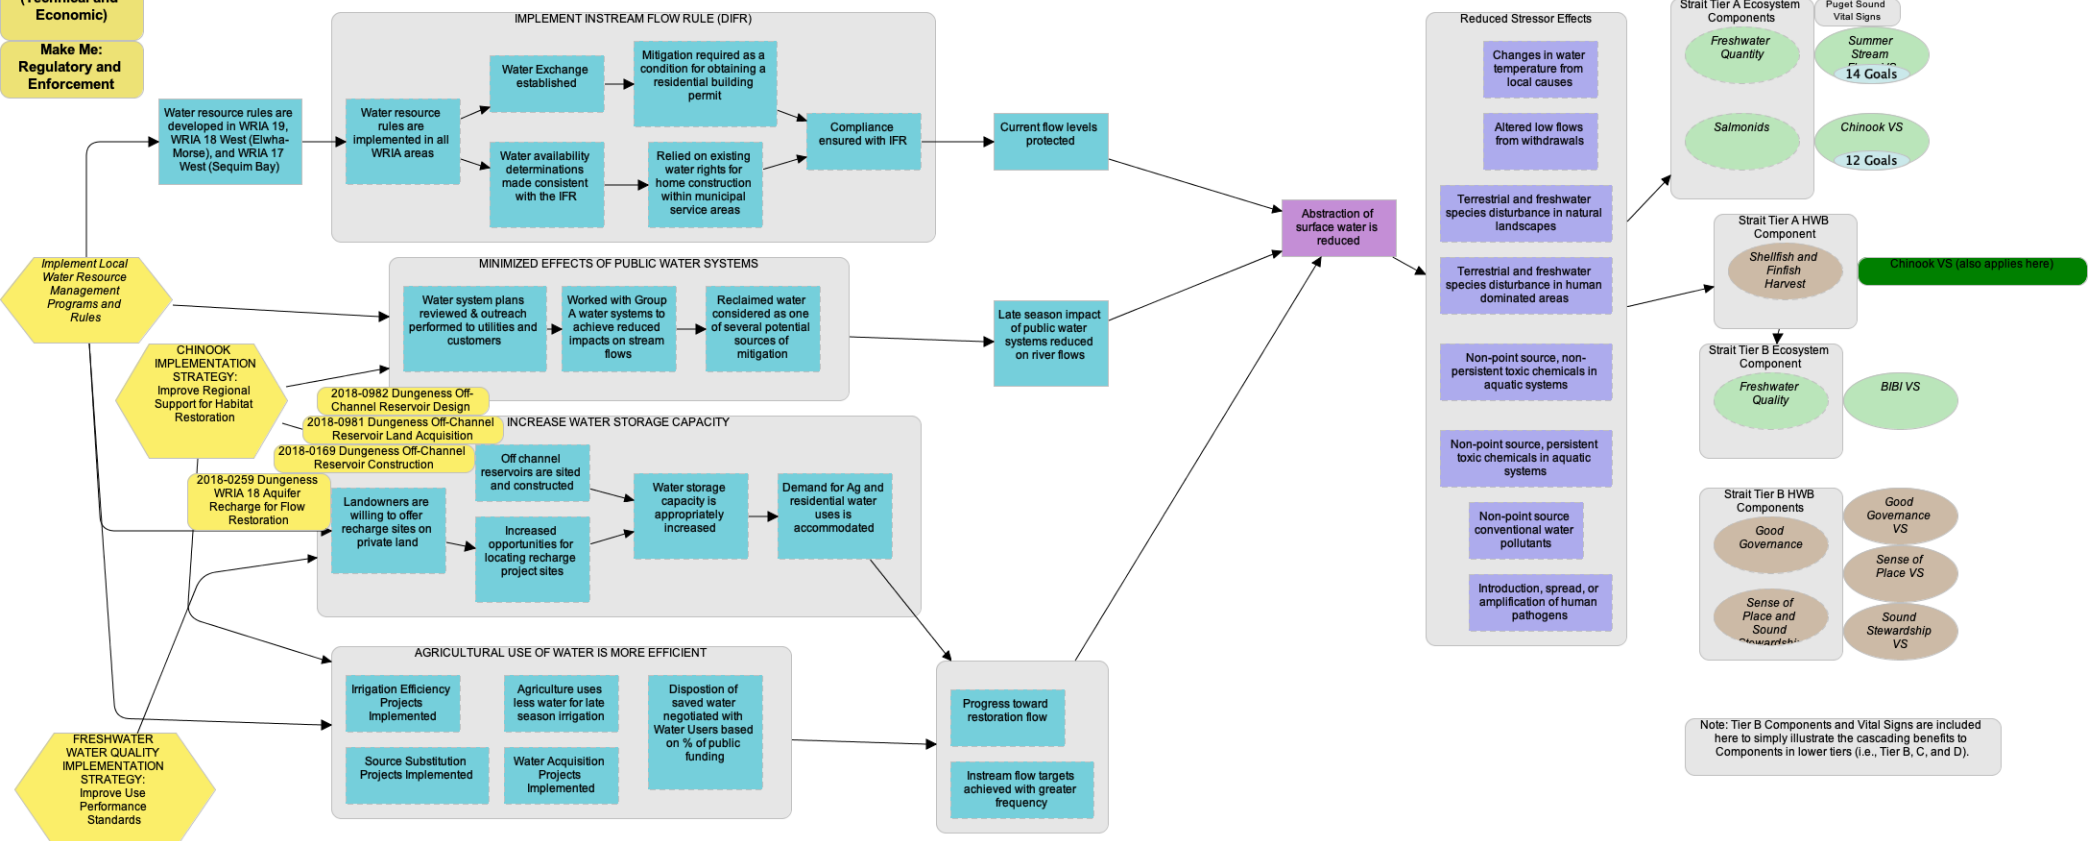 (Technical and
Economic)
Make Me:
Regulatory and
Enforcement
Water resource rules are
developed in WRIA 19,
WRIA 18 West (Elwha-
Morse), and WRIA 17
West (Sequim Bay)
IMPLEMENT INSTREAM FLOW RULE (DIFR)
Water resource
rules are
implemented in all
WRIA areas
Water Exchange
established
Mitigation required as a
condition for obtaining a
residential building
permit
Water availability
determinations
made consistent
with the IFR
Relied on existing
water rights for
home construction
within municipal
service areas
Compliance
ensured with IFR
Current flow levels
protected
Implement Local
Water Resource
Management
Programs and
Rules
MINIMIZED EFFECTS OF PUBLIC WATER SYSTEMS
Water system plans
reviewed & outreach
performed to utilities and
customers
Worked with Group
A water systems to
achieve reduced
impacts on stream
flows
Reclaimed water
considered as one
of several potential
sources of
mitigation
Late season impact
of public water
systems reduced
on river flows
CHINOOK
IMPLEMENTATION
STRATEGY:
Improve Regional
Support for Habitat
Restoration
2018-0982 Dungeness Off-
Channel Reservoir Design
2018-0981 Dungeness Off-Channel
Reservoir Land Acquisition
2018-0169 Dungeness Off-Channel
Reservoir Construction
2018-0259 Dungeness
WRIA 18 Aquifer
Recharge for Flow
Restoration
INCREASE WATER STORAGE CAPACITY
Off channel
reservoirs are sited
and constructed
Landowners are
willing to offer
recharge sites on
private land
Increased
opportunities for
locating recharge
project sites
Water storage
capacity is
appropriately
increased
Demand for Ag and
residential water
uses is
accommodated
AGRICULTURAL USE OF WATER IS MORE EFFICIENT
Irrigation Efficiency
Projects
Implemented
Agriculture uses
less water for late
season irrigation
Dispostion of
saved water
negotiated with
Water Users based
on % of public
funding
Source Substitution
Projects Implemented
Water Acquisition
Projects
Implemented
FRESHWATER
WATER QUALITY
IMPLEMENTATION
STRATEGY:
Improve Use
Performance
Standards
Progress toward
restoration flow
Instream flow targets
achieved with greater
frequency
Abstraction of
surface water is
reduced
Reduced Stressor Effects
Changes in water
temperature from
local causes
Altered low flows
from withdrawals
Terrestrial and freshwater
species disturbance in natural
landscapes
Terrestrial and freshwater
species disturbance in human
dominated areas
Non-point source, non-
persistent toxic chemicals in
aquatic systems
Non-point source, persistent
toxic chemicals in aquatic
systems
Non-point source
conventional water
pollutants
Introduction, spread, or
amplification of human
pathogens
Strait Tier A Ecosystem
Components
Freshwater
Quantity
Salmonids
Puget Sound
Vital Signs
Summer
Stream
14 Goals
Chinook VS
12 Goals
Strait Tier A HWB
Component
Shellfish and
Finfish
Harvest
Chinook VS (also applies here)
Strait Tier B Ecosystem
Component
Freshwater
Quality
BIBI VS
Strait Tier B HWB
Components
Good
Governance
Sense of
Place and
Sound
Good
Governance
VS
Sense of
Place VS
Sound
Stewardship
VS
Note: Tier B Components and Vital Signs are included
here to simply illustrate the cascading benefits to
Components in lower tiers (i.e., Tier B, C, and D).